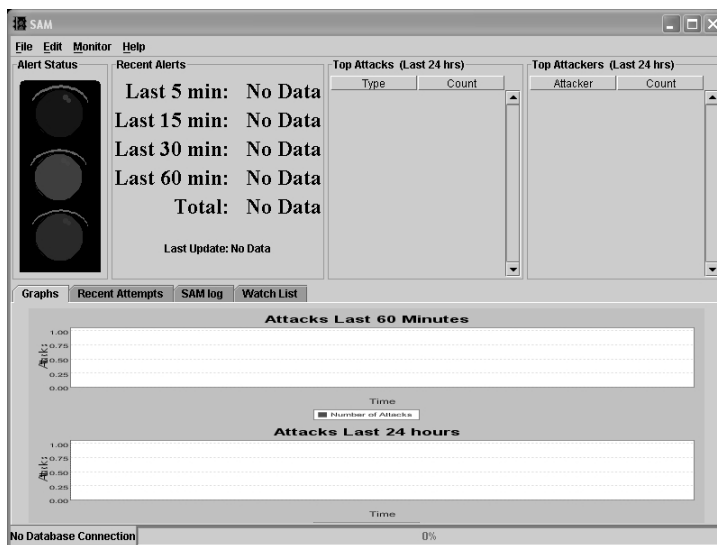 SAM
File Edit Monitor Help
Alert Status
Recent Alerts
Last 5 min: No Data
Last 15 min: No Data
Last 30 min: No Data
Last 60 min: No Data
Total: No Data
Last Update: No Data
Top Attacks (Last 24 hrs)
Type Count
Top Attackers (Last 24 hrs)
Attacker Count
Graphs Recent Attempts SAM log Watch List
Attacks Last 60 Minutes
1.00
0.75
0.50
0.25
0.00
Attacks
Time
Number of Attacks
Attacks Last 24 hours
1.00
0.75
0.50
0.25
0.00
Attacks
Time
No Database Connection 0%